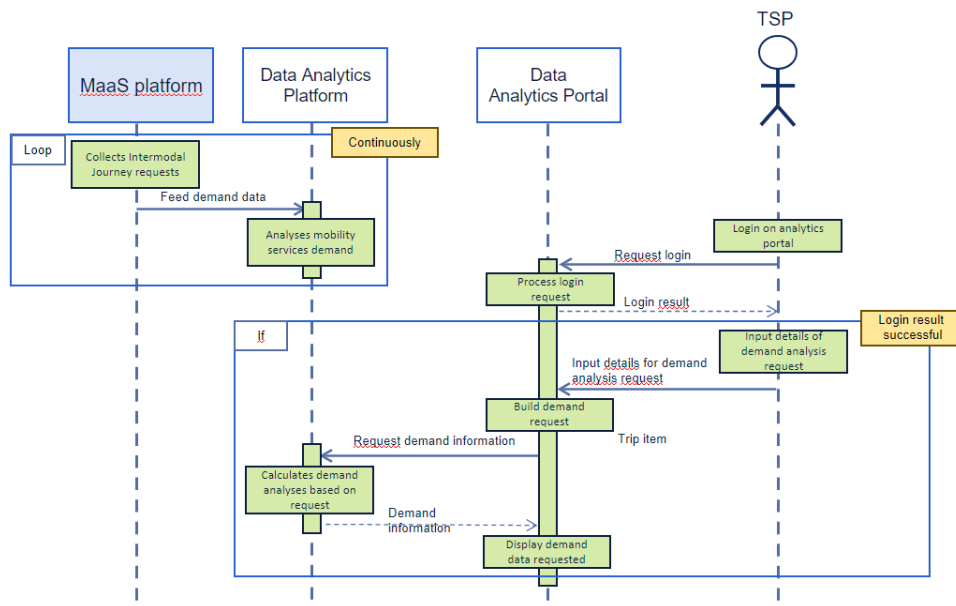 TSP
MaaS platform
Data Analytics
Platform
Data
Analytics Portal
Loop
Continuously
Collects Intermodal
Journey requests
Feed demand data
Analyses mobility
services demand
Login on analytics
portal
Request login
Process login
request
Login result
If
Login result
successful
Input details of
demand analysis
request
Input details for demand
analysis request
Build demand
request
Trip item
Request demand information
Calculates demand
analyses based on
request
Demand
information
Display demand
data requested